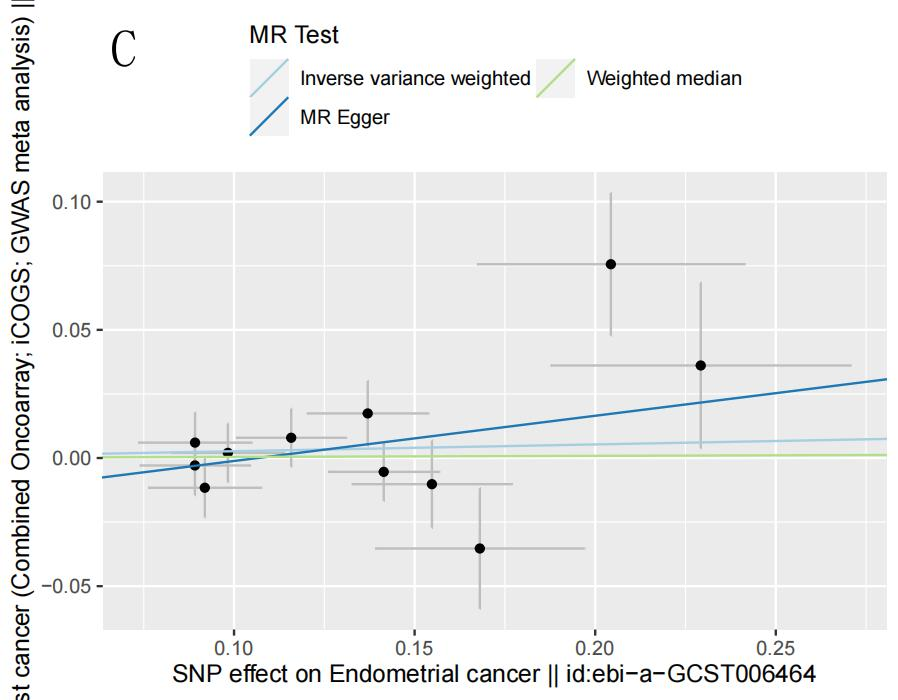 C
MR Test
Inverse variance weighted
Weighted median
MR Egger
cancer (Combined Oncoarray; iCOGS; GWAS meta analysis) ||
0.10
0.05
0.00
−0.05
0.10
0.15
0.20
0.25
SNP effect on Endometrial cancer || id:ebi−a−GCST006464